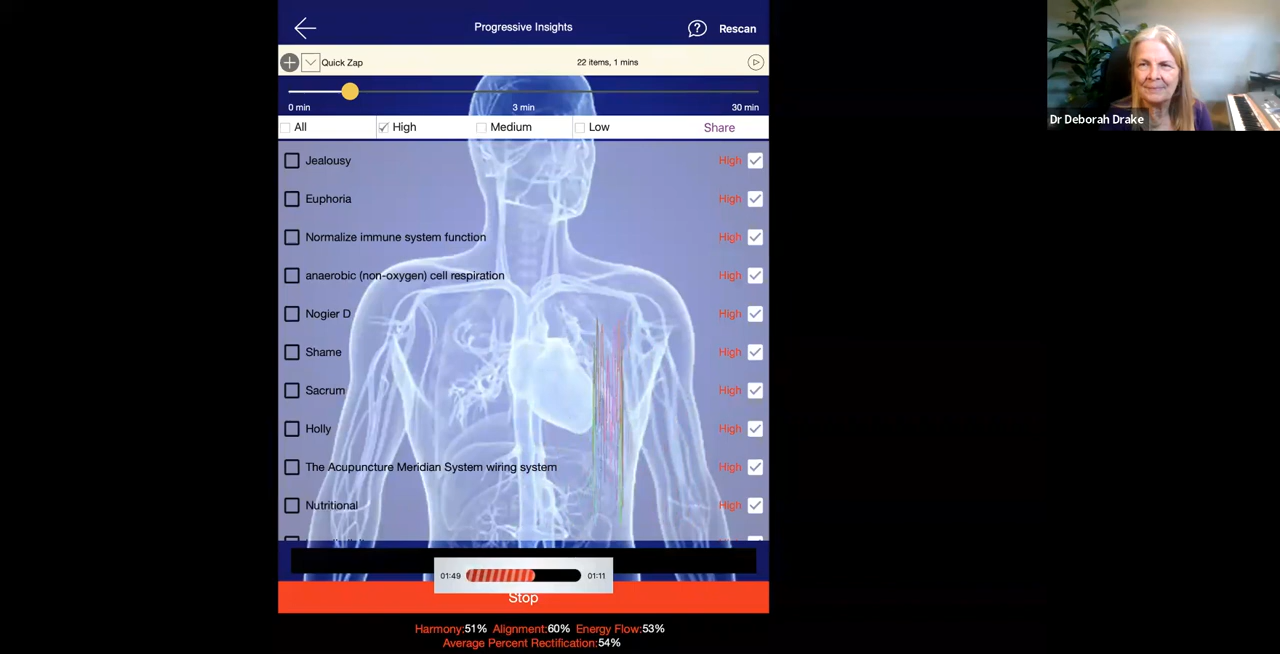 Progressive Insights
Rescan
Quick Zap
22 items, 1 mins
0 min
3 min
30 min
All
High
Medium
Low
Share
Jealousy High
Euphoria High
Normalize immune system function High
anaerobic (non-oxygen) cell respiration High
Nogier D High
Shame High
Sacrum High
Holly High
The Acupuncture Meridian System wiring system High
Nutritional High
01:49
01:11
Stop
Harmony:51% Alignment:60% Energy Flow:53%
Average Percent Rectification:54%
Dr Deborah Drake